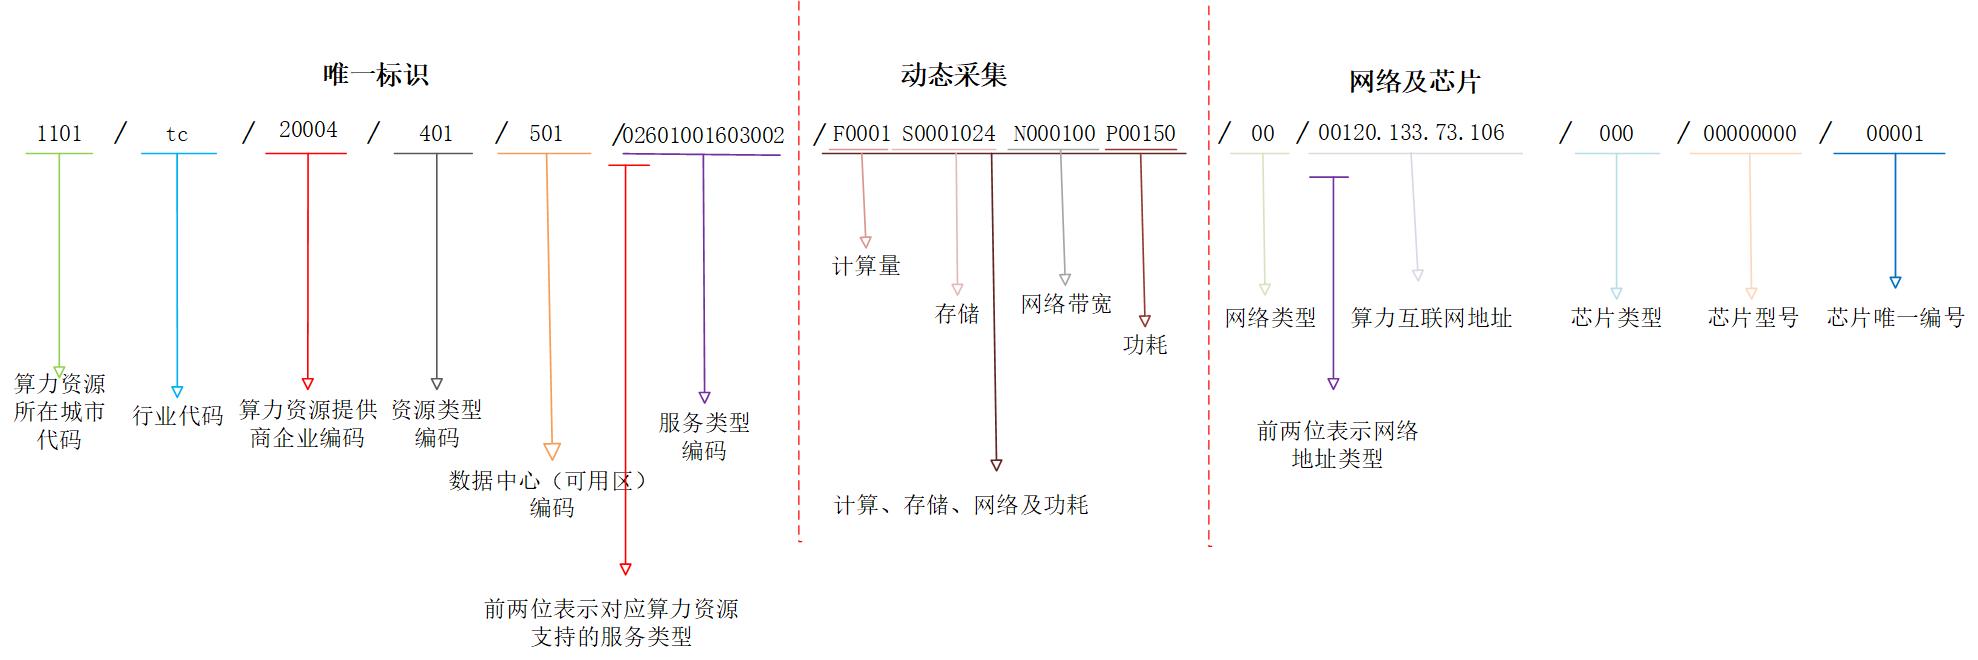 唯一标识
动态采集
网络及芯片
1101 / tc / 20004 / 401 / 501 /02601001603002 / F0001 S0001024 N000100 P00150 / 00 / 00120.133.73.106 / 000 / 00000000 / 00001
算力资源
所在城市
代码
行业代码
算力资源提供
商企业编码
资源类型
编码
数据中心（可用区）
编码
前两位表示对应算力资源
支持的服务类型
服务类型
编码
计算量
存储
网络带宽
功耗
计算、存储、网络及功耗
网络类型
前两位表示网络
地址类型
算力互联网地址
芯片类型
芯片型号
芯片唯一编号